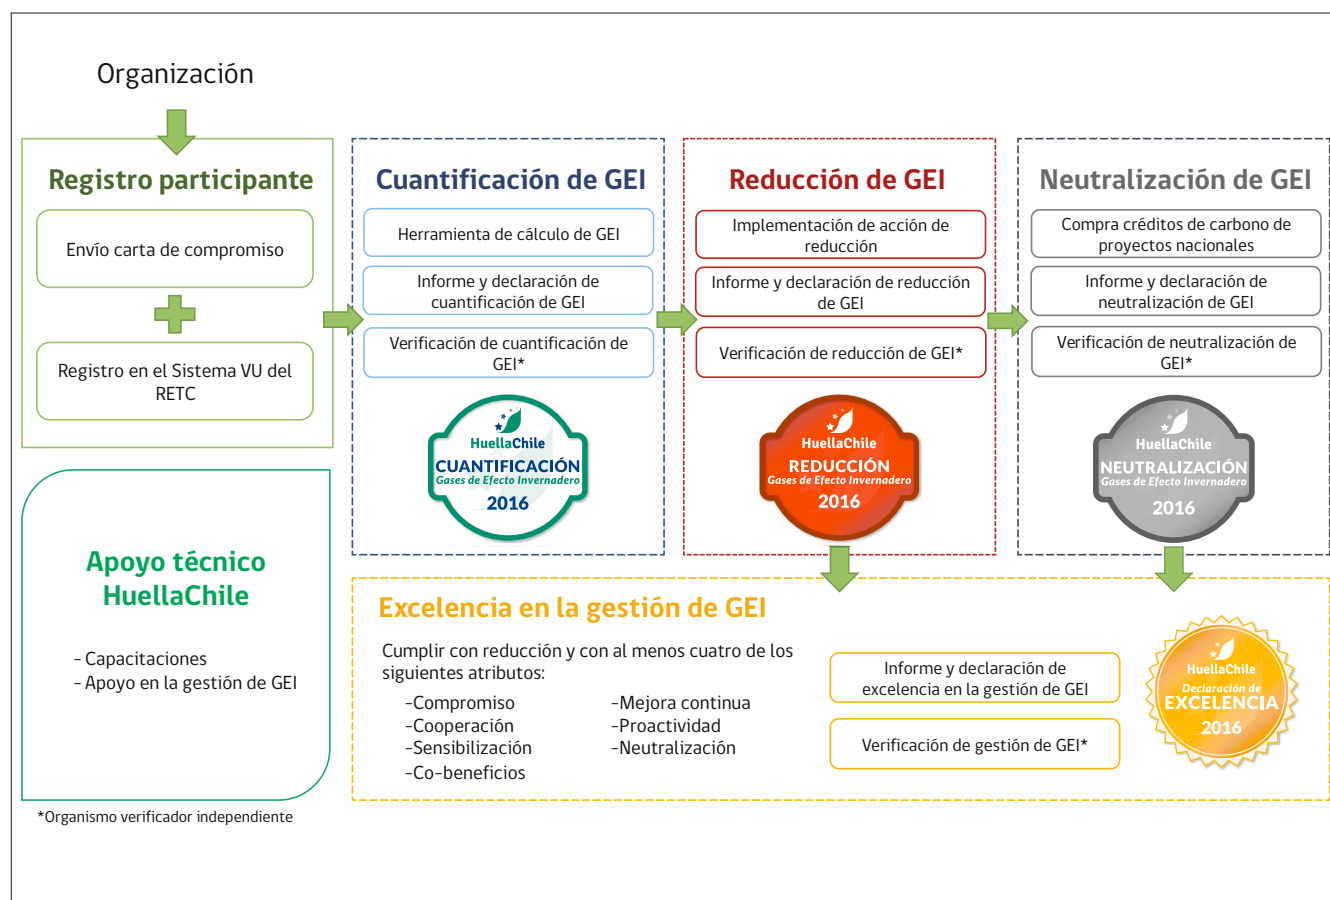 Organización
Registro participante
Envío carta de compromiso
Registro en el Sistema VU del
RETC
Cuantificación de GEI
Herramienta de cálculo de GEI
Informe y declaración de
cuantificación de GEI
Verificación de cuantificación de
GEI*
HuellaChile
CUANTIFICACIÓN
Gases de Efecto Invernadero
2016
Reducción de GEI
Implementación de acción de
reducción
Informe y declaración de reducción
de GEI
Verificación de reducción de GEI*
HuellaChile
REDUCCIÓN
Gases de Efecto Invernadero
2016
Neutralización de GEI
Compra créditos de carbono de
proyectos nacionales
Informe y declaración de
neutralización de GEI
Verificación de neutralización de
GEI*
HuellaChile
NEUTRALIZACIÓN
Gases de Efecto Invernadero
2016
Apoyo técnico
HuellaChile
- Capacitaciones
- Apoyo en la gestión de GEI
Excelencia en la gestión de GEI
Cumplir con reducción y con al menos cuatro de los
siguientes atributos:
-Compromiso
-Cooperación
-Sensibilización
-Co-beneficios
-Mejora continua
-Proactividad
-Neutralización
Informe y declaración de
excelencia en la gestión de GEI
Verificación de gestión de GEI*
HuellaChile
Declaración de
EXCELENCIA
2016
*Organismo verificador independiente